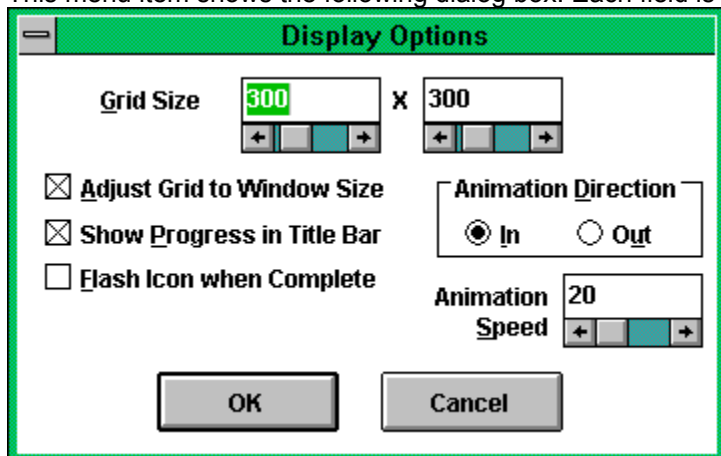 This menu item shows the following dialog box. Each field is
Display Options
Grid Size 300 X 300
Adjust Grid to Window Size
Show Progress in Title Bar
Flash Icon when Complete
Animation Direction
In Out
Animation Speed 20
OK Cancel